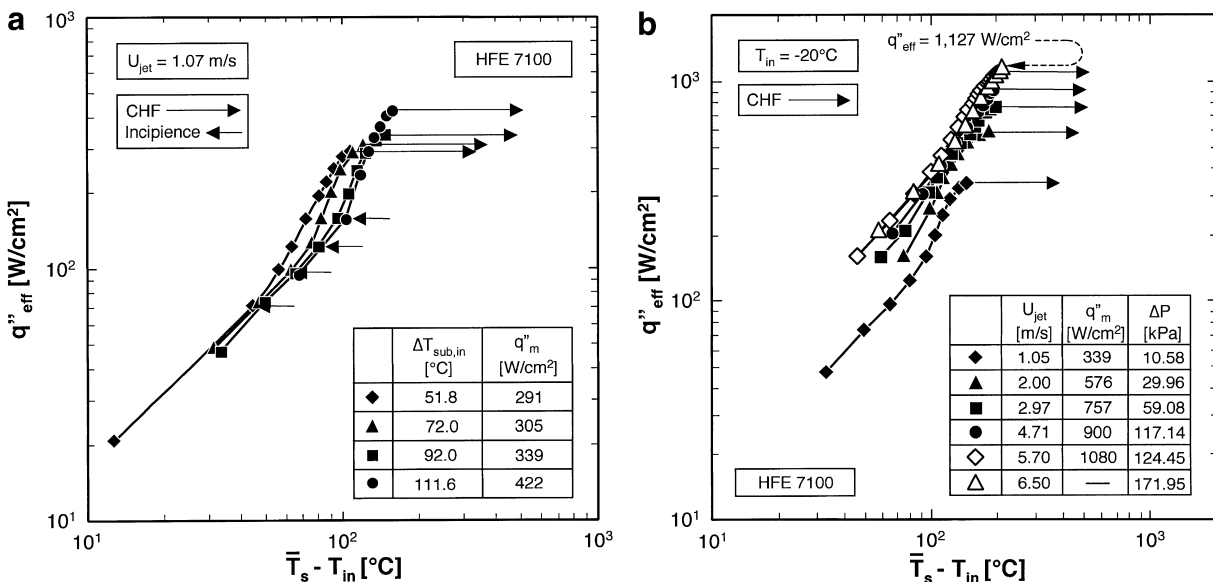 a
10³
U_jet = 1.07 m/s
HFE 7100
CHF
Incipience
q"_eff [W/cm²]
10²
ΔT_sub,in [°C] q"_m [W/cm²]
51.8 291
72.0 305
92.0 339
111.6 422
10¹
10¹ 10² 10³
T̿_s - T_in [°C]
b
q"_eff = 1,127 W/cm²
T_in = -20°C
10³
CHF
q"_eff [W/cm²]
10²
U_jet [m/s] q"_m [W/cm²] ΔP [kPa]
1.05 339 10.58
2.00 576 29.96
2.97 757 59.08
4.71 900 117.14
5.70 1080 124.45
6.50 — 171.95
HFE 7100
10¹
10¹ 10² 10³
T̿_s - T_in [°C]